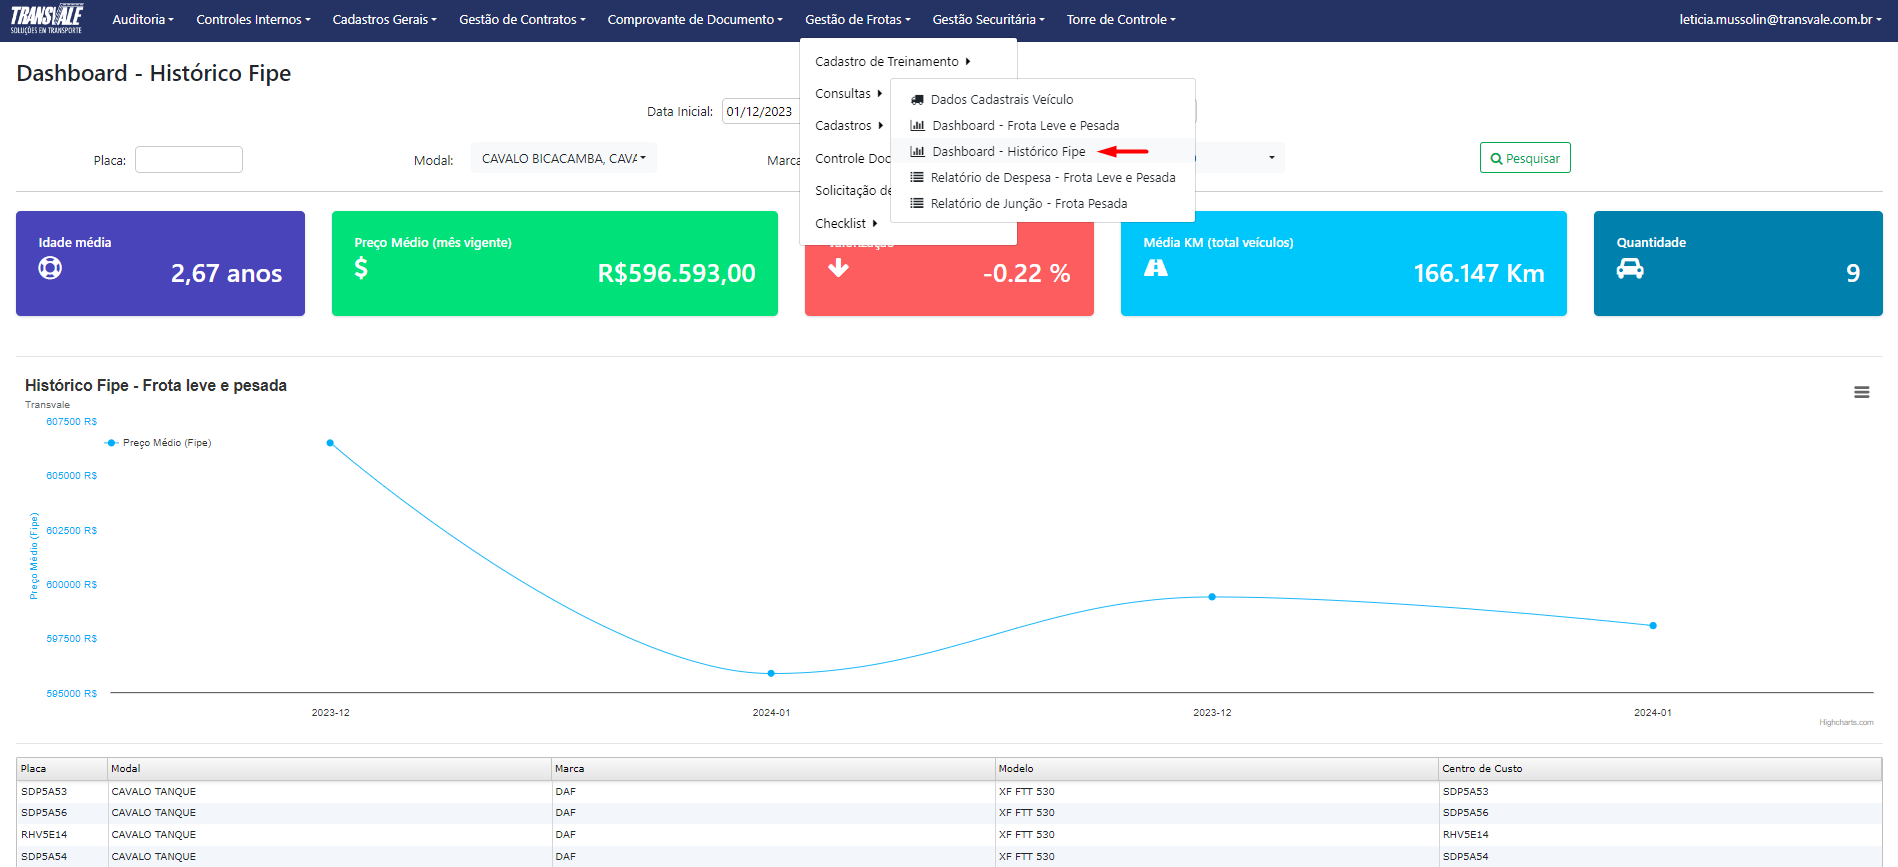 TRANSVALE
SOLUÇÕES EM TRANSPORTE
Auditoria
Controles Internos
Cadastros Gerais
Gestão de Contratos
Comprovante de Documento
Gestão de Frotas
Gestão Securitária
Torre de Controle
leticia.mussolin@transvale.com.br
Dashboard - Histórico Fipe
Cadastro de Treinamento
Consultas
Cadastros
Controle Doc
Solicitação de
Checklist
Dados Cadastrais Veículo
Dashboard - Frota Leve e Pesada
Dashboard - Histórico Fipe
Relatório de Despesa - Frota Leve e Pesada
Relatório de Junção - Frota Pesada
Data Inicial: 01/12/2023
Placa:
Modal: CAVALO BICACAMBA, CAVA
Marca
Pesquisar
Idade média
2,67 anos
Preço Médio (mês vigente)
R$596.593,00
Valorização
-0.22 %
Média KM (total veículos)
166.147 Km
Quantidade
9
Histórico Fipe - Frota leve e pesada
Transvale
607500 R$
Preço Médio (Fipe)
605000 R$
602500 R$
600000 R$
597500 R$
595000 R$
Preço Médio (Fipe)
2023-12 2024-01 2023-12 2024-01
Highcharts.com
Placa Modal Marca Modelo Centro de Custo
SDP5A53 CAVALO TANQUE DAF XF FTT 530 SDP5A53
SDP5A56 CAVALO TANQUE DAF XF FTT 530 SDP5A56
RHV5E14 CAVALO TANQUE DAF XF FTT 530 RHV5E14
SDP5A54 CAVALO TANQUE DAF XF FTT 530 SDP5A54